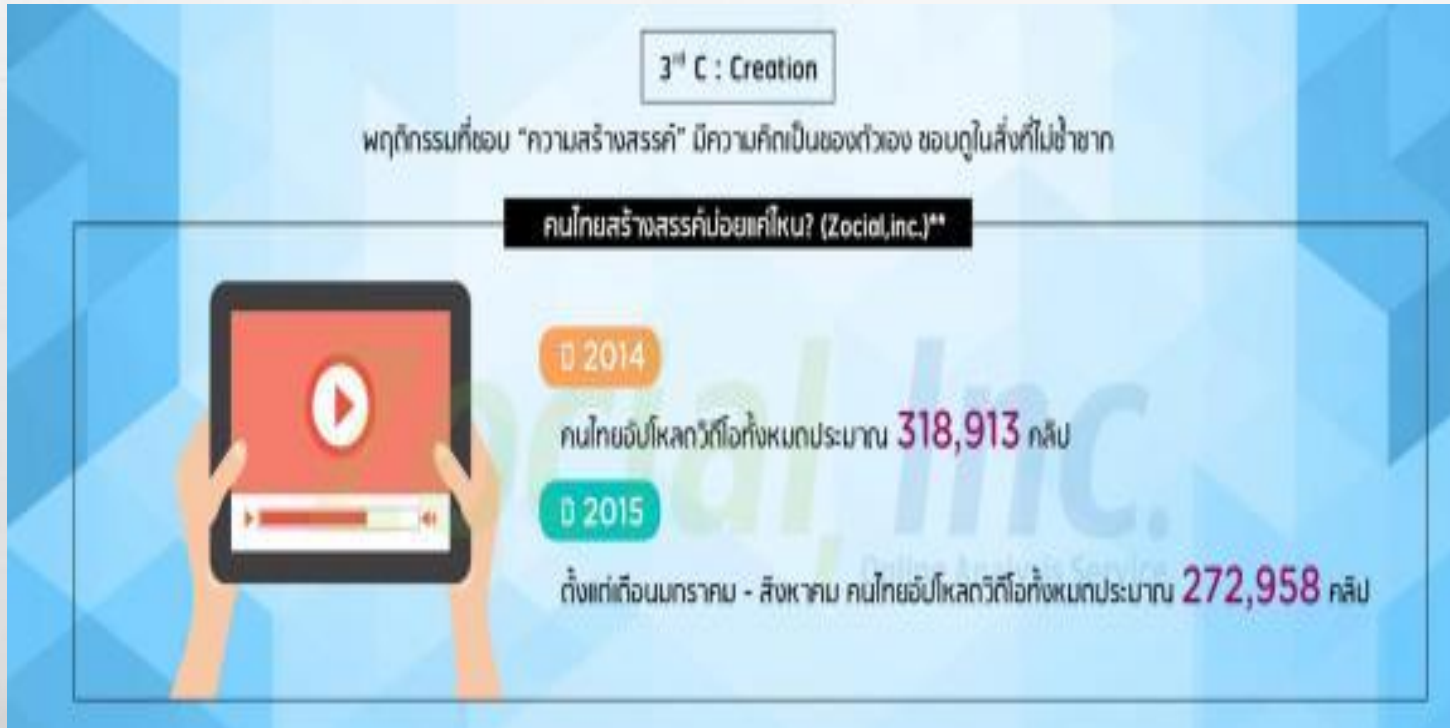 3rd C : Creation
พฤติกรรมที่ชอบ "ความสร้างสรรค์" มีความคิดเป็นของตัวเอง ชอบดูในสิ่งที่ไม่ซ้ำซาก
คนไทยสร้างสรรค์บ่อยแค่ไหน? (Zocial,inc.)**
ปี 2014
คนไทยอัปโหลดวิดีโอทั้งหมดประมาณ 318,913 คลิป
ปี 2015
ตั้งแต่เดือนมกราคม - สิงหาคม คนไทยอัปโหลดวิดีโอทั้งหมดประมาณ 272,958 คลิป
Zocial, Inc.
Online Analysis Service